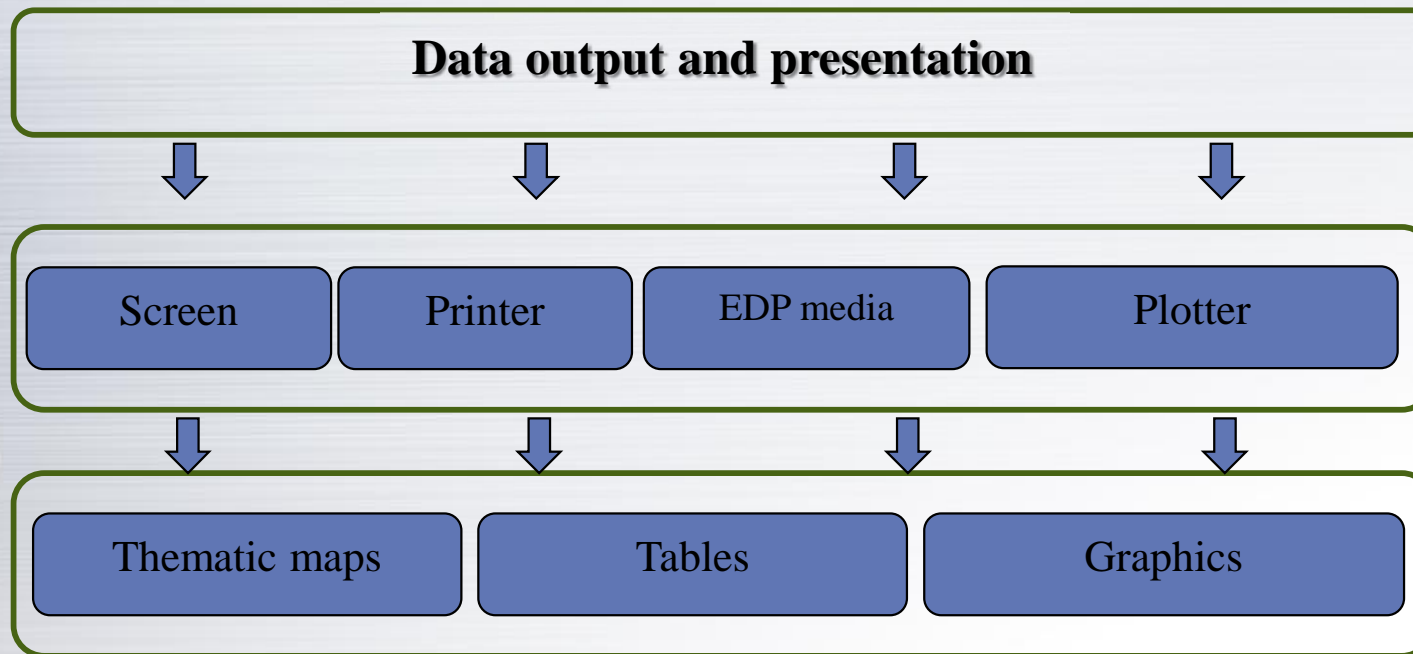 Data output and presentation
Screen
Printer
EDP media
Plotter
Thematic maps
Tables
Graphics